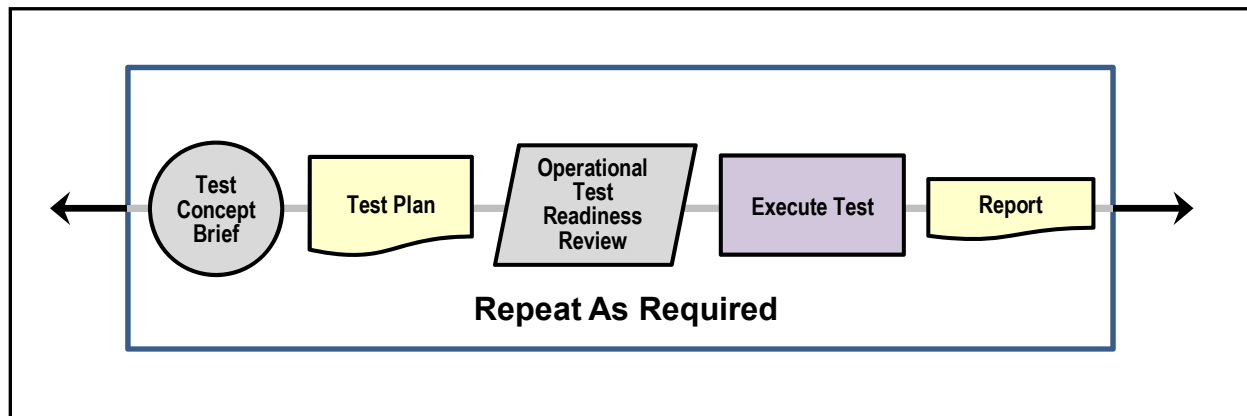 Test
Concept
Brief
Test Plan
Operational
Test
Readiness
Review
Execute Test
Report
Repeat As Required